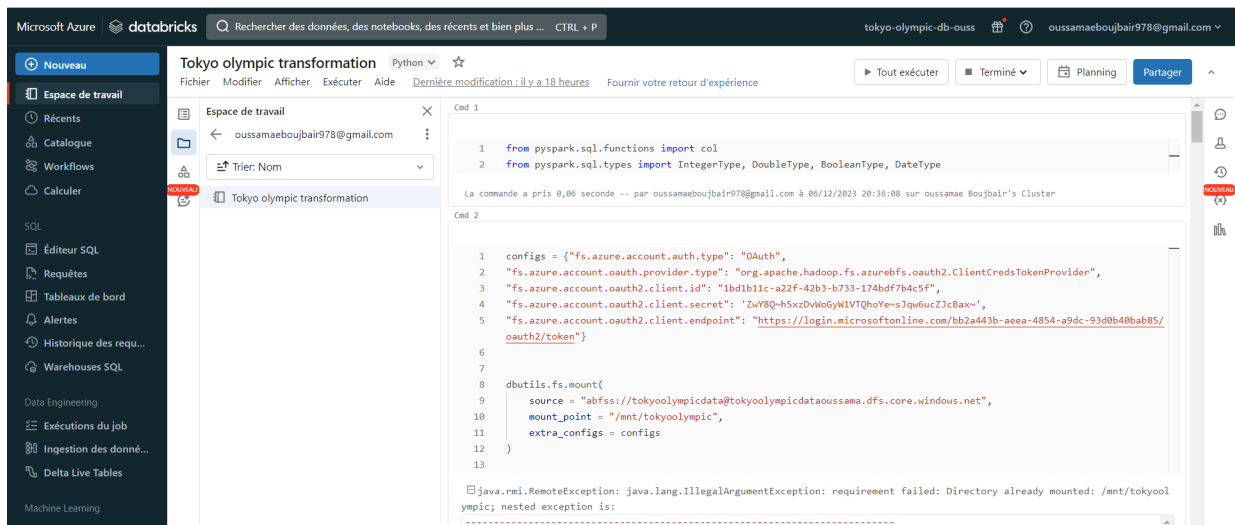 Microsoft Azure databricks Rechercher des données, des notebooks, des récents et bien plus ... CTRL + P tokyo-olympic-db-ouss oussamaeboujbair978@gmail.com
Nouveau
Espace de travail
Récents
Catalogue
Workflows
Calculer
SQL
Éditeur SQL
Requêtes
Tableaux de bord
Alertes
Historique des requ...
Warehouses SQL
Data Engineering
Exécutions du job
Ingestion des donné...
Delta Live Tables
Machine Learning
Tokyo olympic transformation Python
Fichier Modifier Afficher Exécuter Aide Dernière modification : il y a 18 heures Fournir votre retour d'expérience
Tout exécuter Terminé Planning Partager
NOUVEAU
Espace de travail
oussamaeboujbair978@gmail.com
Trier: Nom
Tokyo olympic transformation
Cmd 1
1 from pyspark.sql.functions import col
2 from pyspark.sql.types import IntegerType, DoubleType, BooleanType, DateType
La commande a pris 0,06 seconde -- par oussamaeboujbair978@gmail.com à 06/12/2023 20:36:08 sur oussamae Boujbair's Cluster
Cmd 2
1 configs = {"fs.azure.account.auth.type": "OAuth",
2 "fs.azure.account.oauth.provider.type": "org.apache.hadoop.fs.azurebfs.oauth2.ClientCredsTokenProvider",
3 "fs.azure.account.oauth2.client.id": "1bd1b11c-a22f-42b3-b733-174bdf7b4c5f",
4 "fs.azure.account.oauth2.client.secret": 'ZwY8Q~h5xzDvWoGyW1VTQhoYe~sJqw6ucZJcBax~',
5 "fs.azure.account.oauth2.client.endpoint": "https://login.microsoftonline.com/bb2a443b-aeea-4854-a9dc-93d0b40bab85/
oauth2/token"}
6
7
8 dbutils.fs.mount(
9 source = "abfss://tokyoolympicdata@tokyoolympicdataoussama.dfs.core.windows.net",
10 mount_point = "/mnt/tokyoolympic",
11 extra_configs = configs
12 )
13
java.rmi.RemoteException: java.lang.IllegalArgumentException: requirement failed: Directory already mounted: /mnt/tokyool
ympic; nested exception is:
--------------------------------------------------------------------------
NOUVEAU